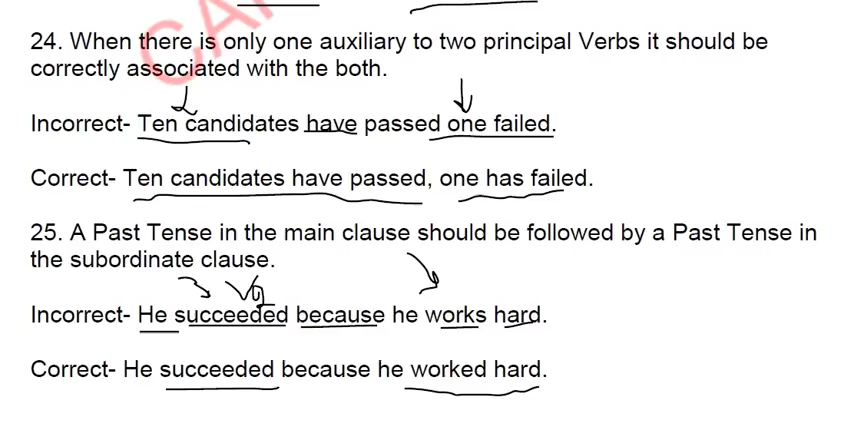 24. When there is only one auxiliary to two principal Verbs it should be
correctly associated with the both.
Incorrect- Ten candidates have passed one failed.
Correct- Ten candidates have passed, one has failed.
25. A Past Tense in the main clause should be followed by a Past Tense in
the subordinate clause.
Incorrect- He succeeded because he works hard.
Correct- He succeeded because he worked hard.